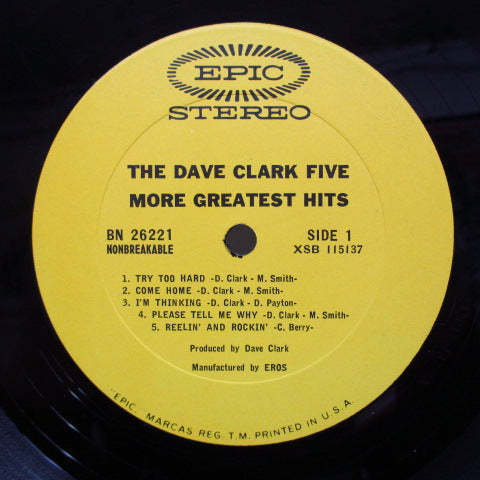 EPIC
STEREO
THE DAVE CLARK FIVE
MORE GREATEST HITS
BN 26221 SIDE 1
NONBREAKABLE XSB 115137
1. TRY TOO HARD -D. Clark - M. Smith-
2. COME HOME -D. Clark - M. Smith-
3. I'M THINKING -D. Clark - D. Payton-
4. PLEASE TELL ME WHY -D. Clark - M. Smith-
5. REELIN' AND ROCKIN' -C. Berry-
Produced by Dave Clark
Manufactured by EROS
"EPIC," MARCAS REG. T.M. PRINTED IN U.S.A.